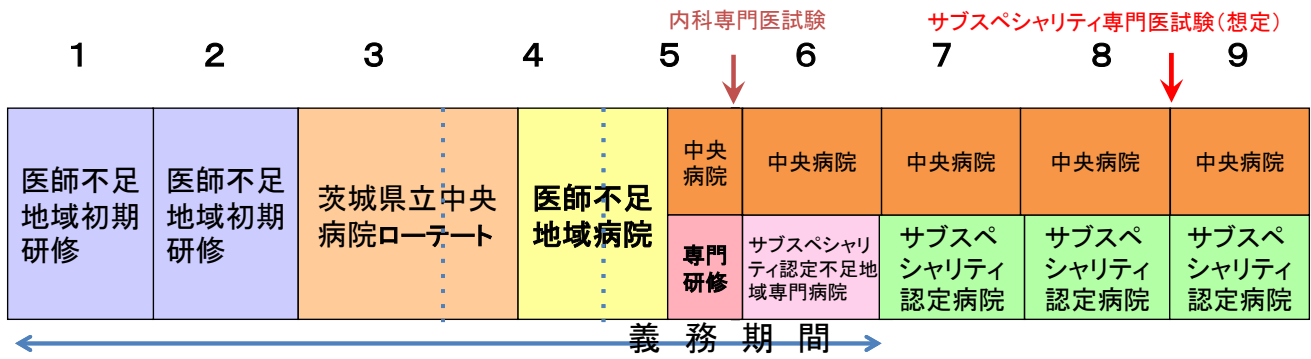 内科専門医試験
サブスペシャリティ専門医試験(想定)
1
2
3
4
5
6
7
8
9
医師不足
地域初期
研修
医師不足
地域初期
研修
茨城県立中央
病院ローテート
医師不足
地域病院
中央
病院
中央病院
中央病院
中央病院
中央病院
専門
研修
サブスペシャリ
ティ認定不足地
域専門病院
サブスペ
シャリティ
認定病院
サブスペ
シャリティ
認定病院
サブスペ
シャリティ
認定病院
義務期間